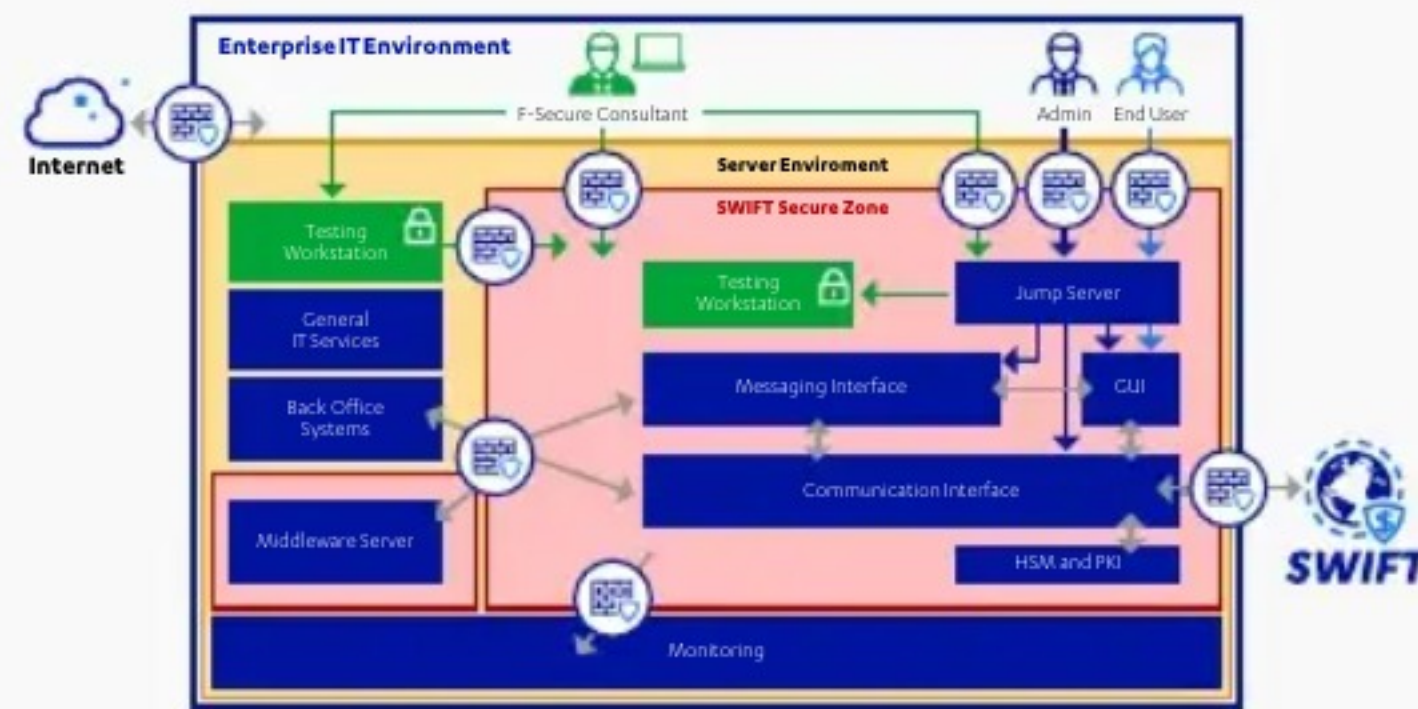 Enterprise IT Environment
F-Secure Consultant
Admin
End User
Internet
Server Enviroment
SWIFT Secure Zone
Testing
Workstation
Testing
Workstation
Jump Server
General
IT Services
Messaging Interface
GUI
Back Office
Systems
Communication Interface
Middleware Server
HSM and PKI
SWIFT
Monitoring